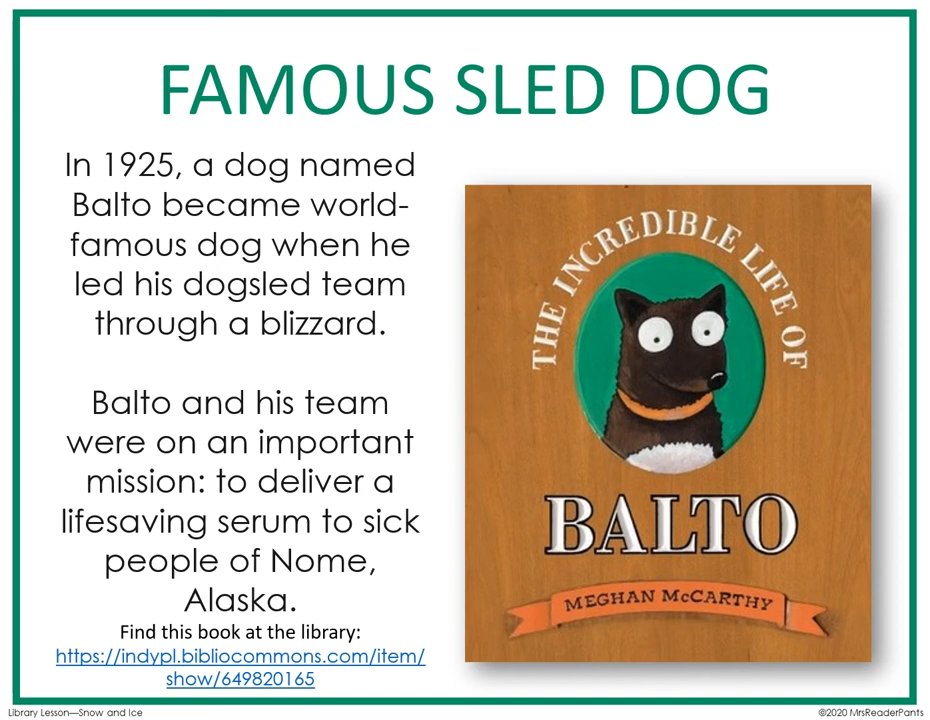 FAMOUS SLED DOG
In 1925, a dog named
Balto became world-
famous dog when he
led his dogsled team
through a blizzard.
Balto and his team
were on an important
mission: to deliver a
lifesaving serum to sick
people of Nome,
Alaska.
Find this book at the library:
https://indypl.bibliocommons.com/item/
show/649820165
THE INCREDIBLE LIFE OF
BALTO
MEGHAN McCARTHY
Library Lesson—Snow and Ice
©2020 MrsReaderPants